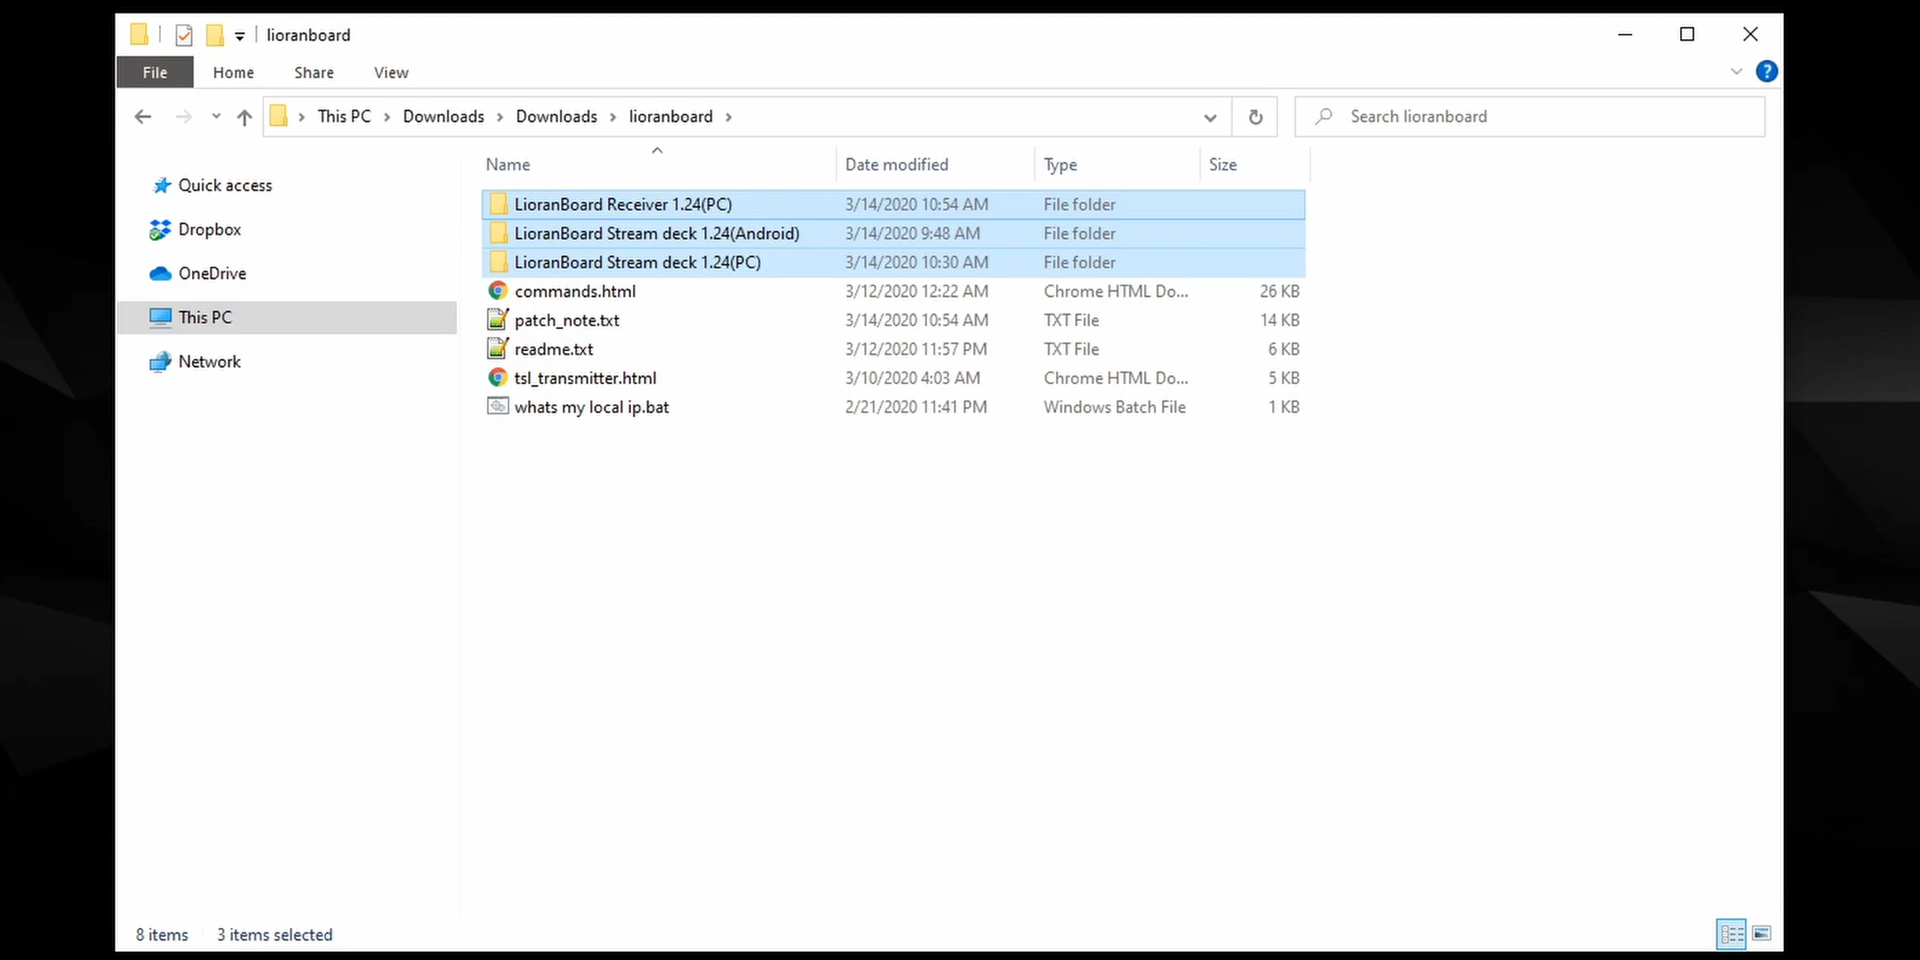 lioranboard
File Home Share View
?
This PC Downloads Downloads lioranboard
Search lioranboard
Quick access
Dropbox
OneDrive
This PC
Network
Name Date modified Type Size
LioranBoard Receiver 1.24(PC) 3/14/2020 10:54 AM File folder
LioranBoard Stream deck 1.24(Android) 3/14/2020 9:48 AM File folder
LioranBoard Stream deck 1.24(PC) 3/14/2020 10:30 AM File folder
commands.html 3/12/2020 12:22 AM Chrome HTML Do... 26 KB
patch_note.txt 3/14/2020 10:54 AM TXT File 14 KB
readme.txt 3/12/2020 11:57 PM TXT File 6 KB
tsl_transmitter.html 3/10/2020 4:03 AM Chrome HTML Do... 5 KB
whats my local ip.bat 2/21/2020 11:41 PM Windows Batch File 1 KB
8 items 3 items selected